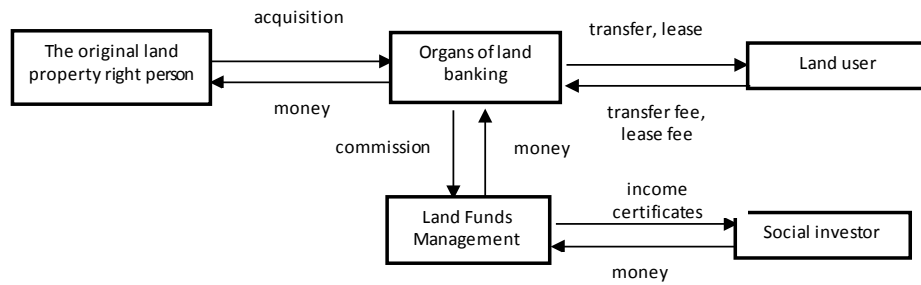 acquisition
The original land
property right person
money
Organs of land
banking
transfer, lease
Land user
transfer fee,
lease fee
commission
money
Land Funds
Management
income
certificates
Social investor
money